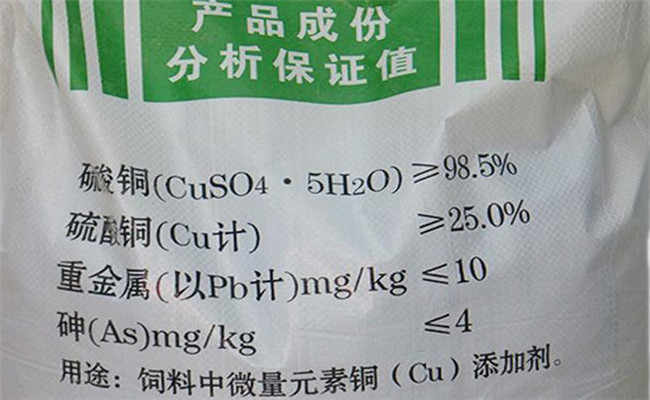 产品成份
分析保证值
硫酸铜(CuSO4·5H2O)≥98.5%
硫酸铜(Cu计) ≥25.0%
重金属(以Pb计)mg/kg ≤10
砷(As)mg/kg ≤4
用途：饲料中微量元素铜（Cu）添加剂。